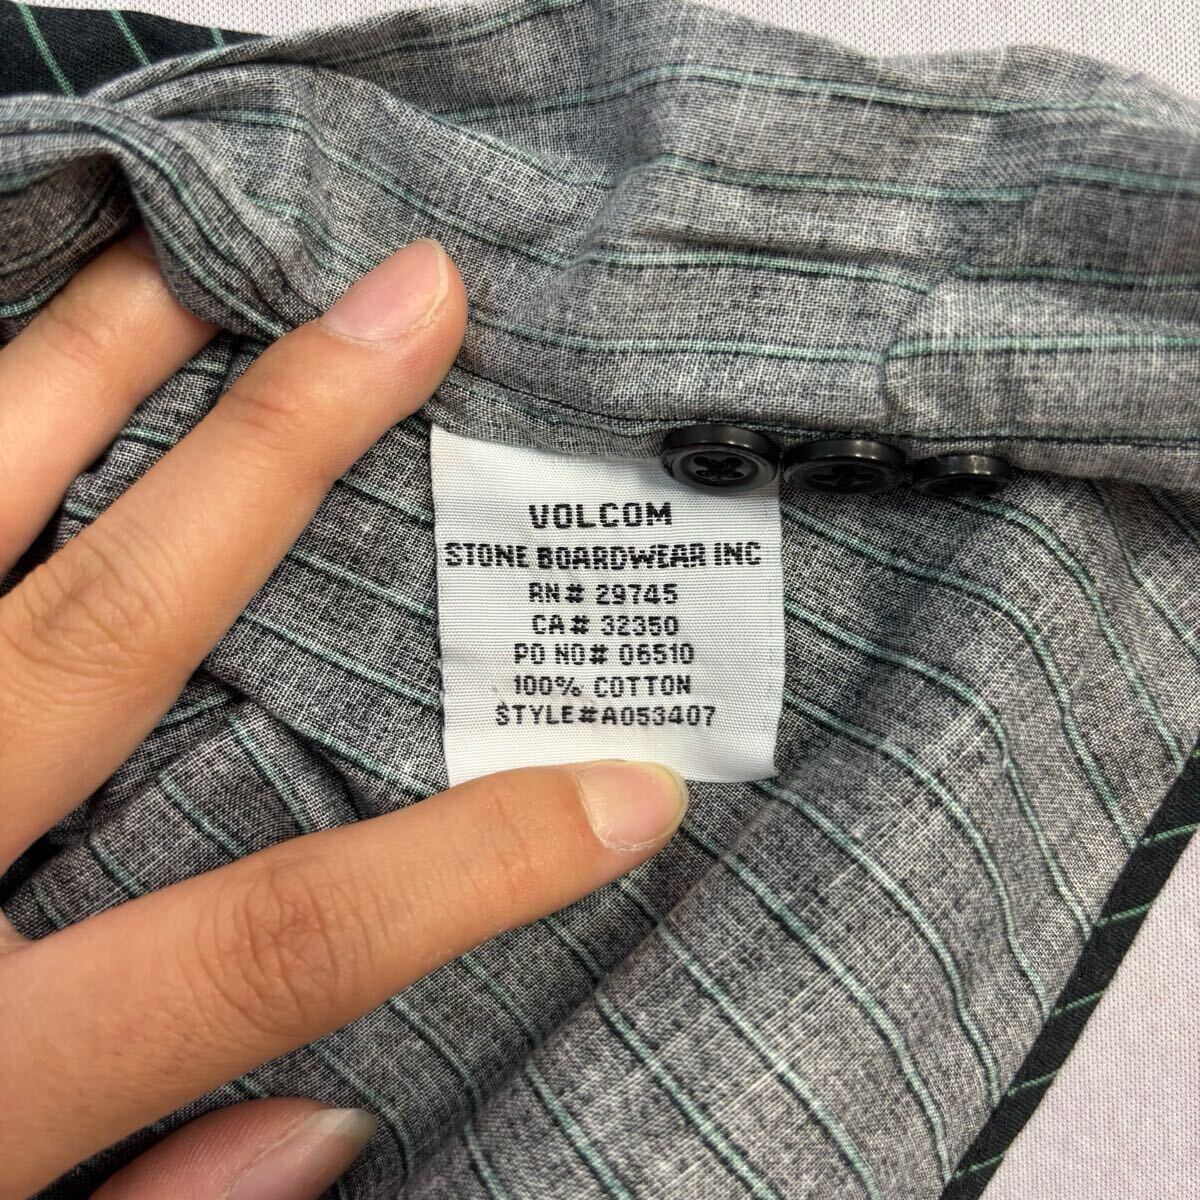 VOLCOM
STONE BOARDWEAR INC
RN# 29745
CA# 32350
PO NO# 06510
100% COTTON
STYLE#A053407